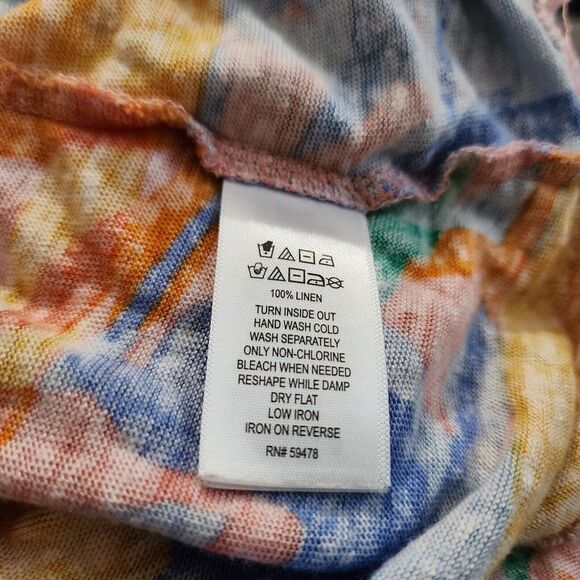 100% LINEN
TURN INSIDE OUT
HAND WASH COLD
WASH SEPARATELY
ONLY NON-CHLORINE
BLEACH WHEN NEEDED
RESHAPE WHILE DAMP
DRY FLAT
LOW IRON
IRON ON REVERSE
RN# 59478